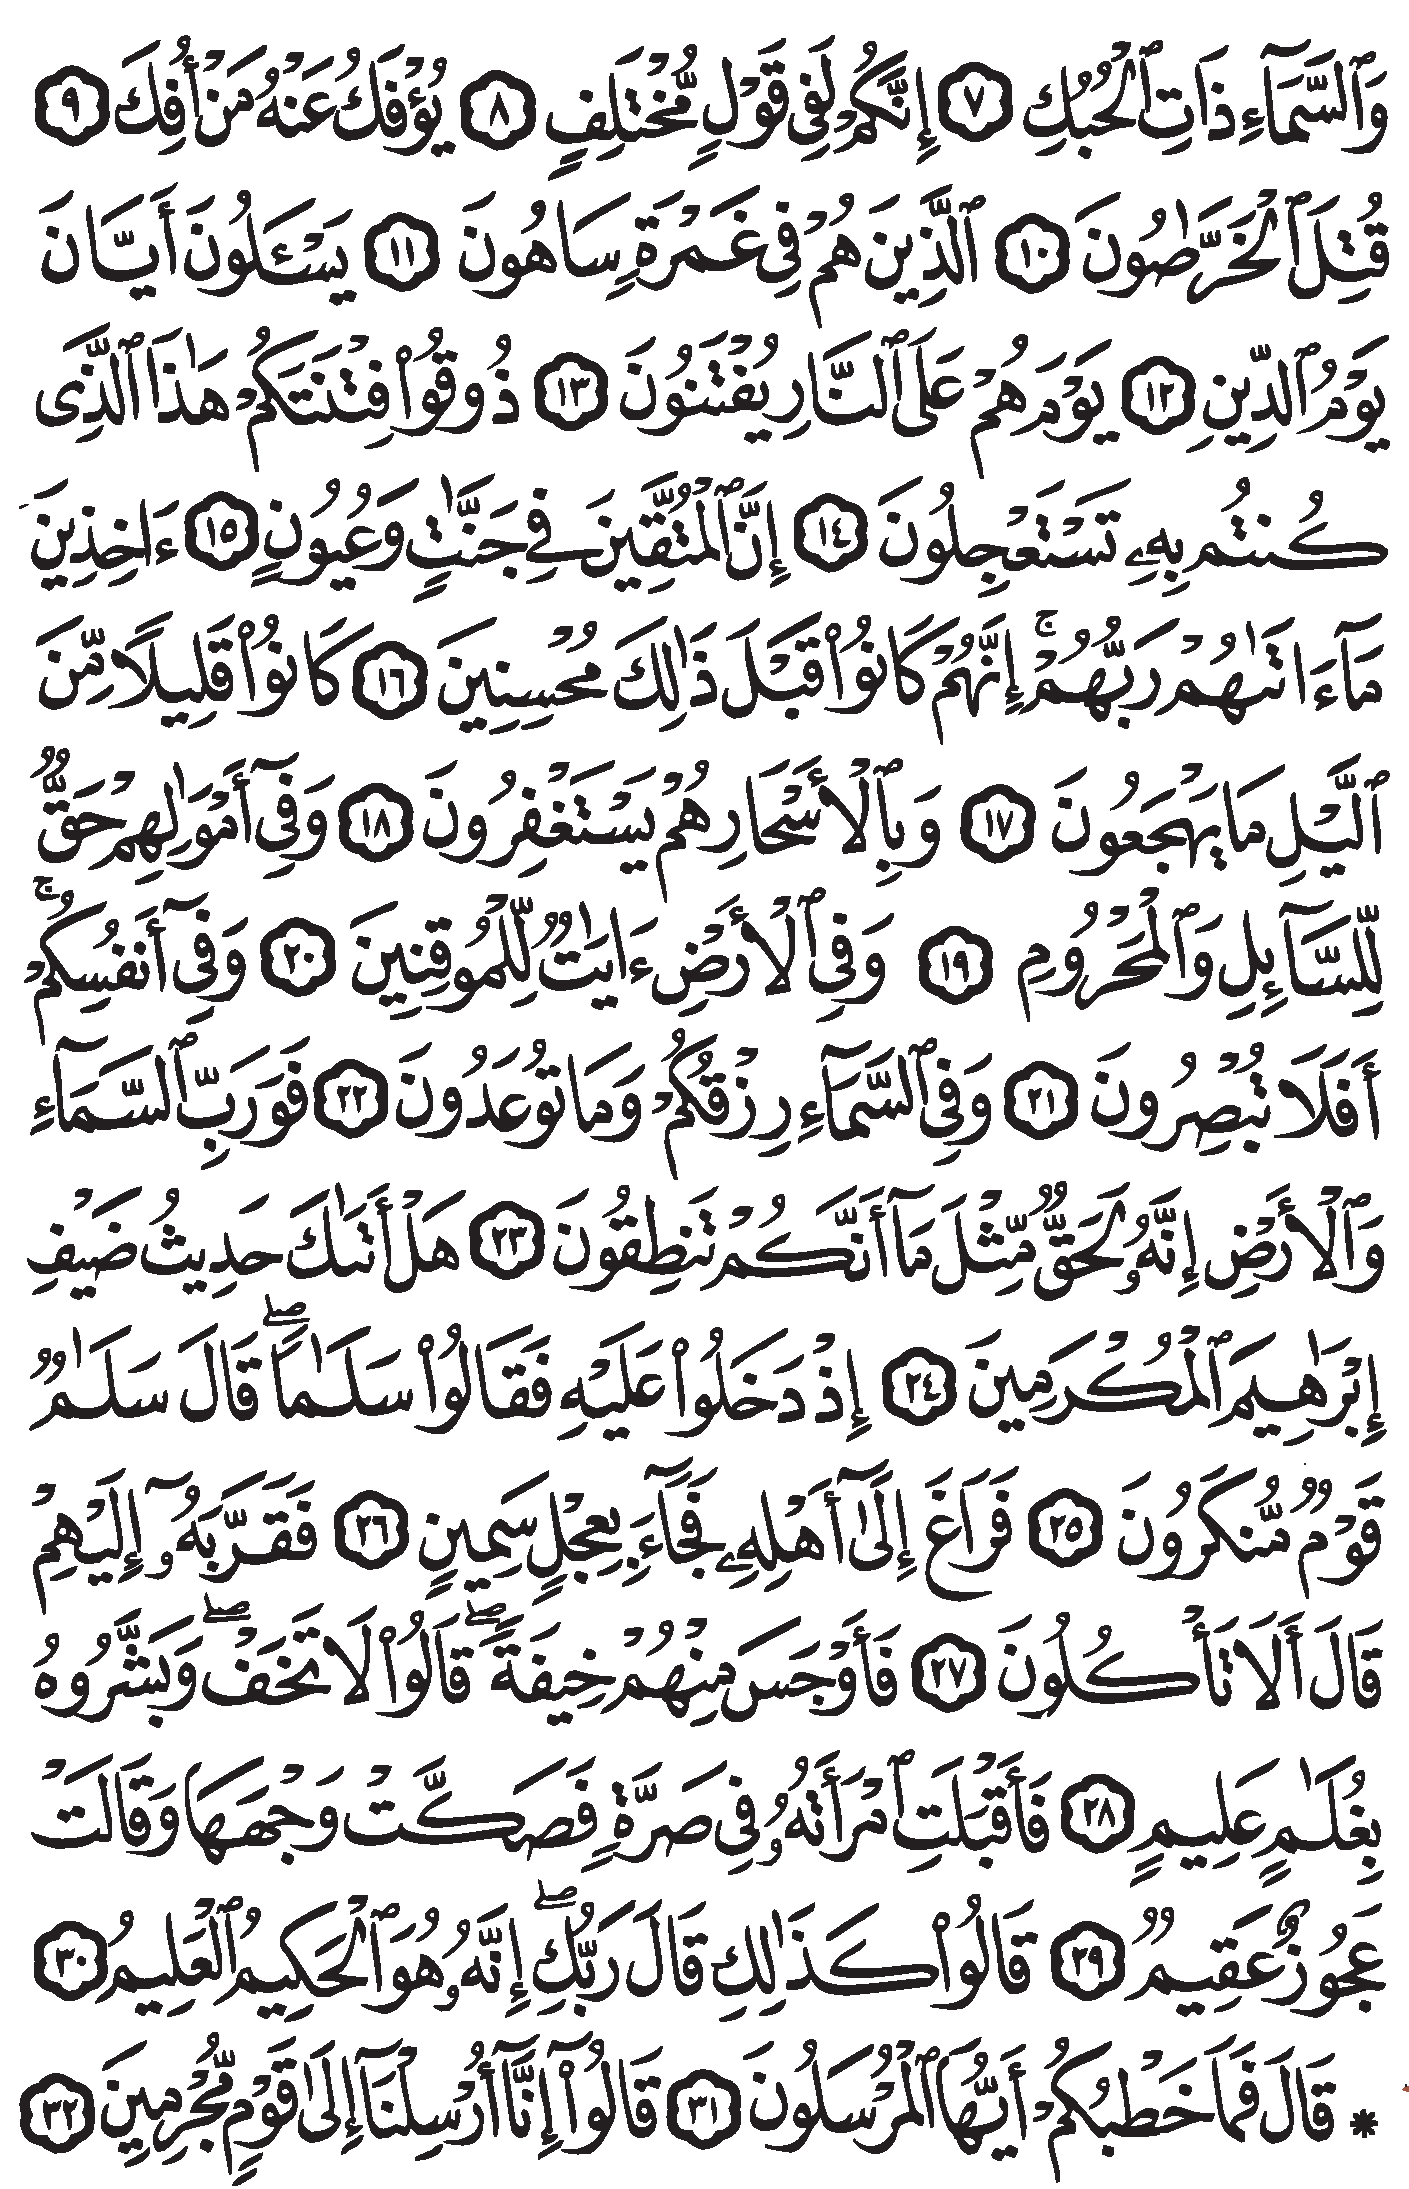 وَٱلسَّمَآءِ ذَاتِ ٱلْحُبُكِ ٧ إِنَّكُمْ لَفِى قَوْلٍ مُّخْتَلِفٍ ٨ يُؤْفَكُ عَنْهُ مَنْ أُفِكَ ٩
قُتِلَ ٱلْخَرَّٰصُونَ ١٠ ٱلَّذِينَ هُمْ فِى غَمْرَةٍ سَاهُونَ ١١ يَسْـَٔلُونَ أَيَّانَ
يَوْمُ ٱلدِّينِ ١٢ يَوْمَ هُمْ عَلَى ٱلنَّارِ يُفْتَنُونَ ١٣ ذُوقُوا۟ فِتْنَتَكُمْ هَٰذَا ٱلَّذِى
كُنتُم بِهِۦ تَسْتَعْجِلُونَ ١٤ إِنَّ ٱلْمُتَّقِينَ فِى جَنَّٰتٍ وَعُيُونٍ ١٥ ءَاخِذِينَ
مَآ ءَاتَىٰهُمْ رَبُّهُمْ ۚ إِنَّهُمْ كَانُوا۟ قَبْلَ ذَٰلِكَ مُحْسِنِينَ ١٦ كَانُوا۟ قَلِيلًا مِّنَ
ٱلَّيْلِ مَا يَهْجَعُونَ ١٧ وَبِٱلْأَسْحَارِ هُمْ يَسْتَغْفِرُونَ ١٨ وَفِىٓ أَمْوَٰلِهِمْ حَقٌّ
لِّلسَّآئِلِ وَٱلْمَحْرُومِ ١٩ وَفِى ٱلْأَرْضِ ءَايَٰتٌ لِّلْمُوقِنِينَ ٢٠ وَفِىٓ أَنفُسِكُمْ ۚ
أَفَلَا تُبْصِرُونَ ٢١ وَفِى ٱلسَّمَآءِ رِزْقُكُمْ وَمَا تُوعَدُونَ ٢٢ فَوَرَبِّ ٱلسَّمَآءِ
وَٱلْأَرْضِ إِنَّهُۥ لَحَقٌّ مِّثْلَ مَآ أَنَّكُمْ تَنطِقُونَ ٢٣ هَلْ أَتَىٰكَ حَدِيثُ ضَيْفِ
إِبْرَٰهِيمَ ٱلْمُكْرَمِينَ ٢٤ إِذْ دَخَلُوا۟ عَلَيْهِ فَقَالُوا۟ سَلَٰمًا ۖ قَالَ سَلَٰمٌ
قَوْمٌ مُّنكَرُونَ ٢٥ فَرَاغَ إِلَىٰٓ أَهْلِهِۦ فَجَآءَ بِعِجْلٍ سَمِينٍ ٢٦ فَقَرَّبَهُۥٓ إِلَيْهِمْ
قَالَ أَلَا تَأْكُلُونَ ٢٧ فَأَوْجَسَ مِنْهُمْ خِيفَةً ۖ قَالُوا۟ لَا تَخَفْ ۖ وَبَشَّرُوهُ
بِغُلَٰمٍ عَلِيمٍ ٢٨ فَأَقْبَلَتِ ٱمْرَأَتُهُۥ فِى صَرَّةٍ فَصَكَّتْ وَجْهَهَا وَقَالَتْ
عَجُوزٌ عَقِيمٌ ٢٩ قَالُوا۟ كَذَٰلِكِ قَالَ رَبُّكِ ۖ إِنَّهُۥ هُوَ ٱلْحَكِيمُ ٱلْعَلِيمُ ٣٠
* قَالَ فَمَا خَطْبُكُمْ أَيُّهَا ٱلْمُرْسَلُونَ ٣١ قَالُوٓا۟ إِنَّآ أُرْسِلْنَآ إِلَىٰ قَوْمٍ مُّجْرِمِينَ ٣٢